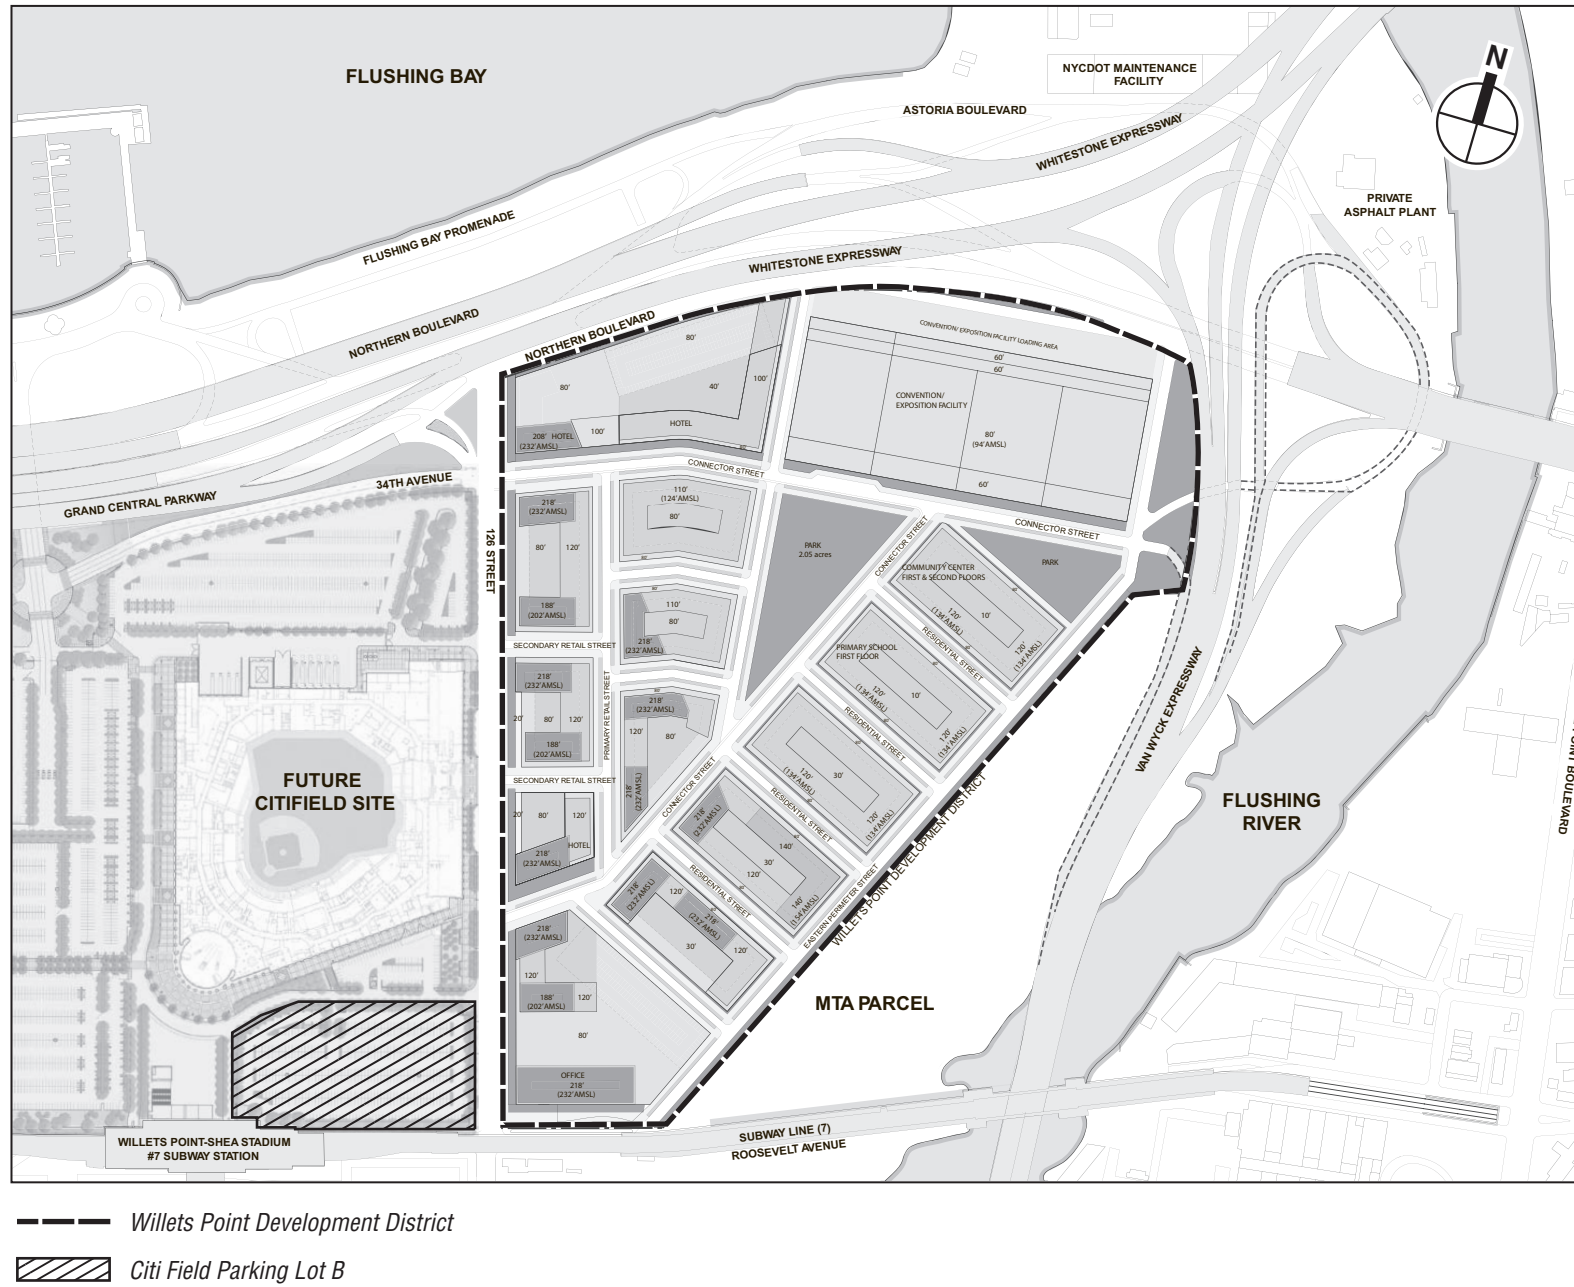 FLUSHING BAY
NYCDOT MAINTENANCE
FACILITY
N
ASTORIA BOULEVARD
WHITESTONE EXPRESSWAY
PRIVATE
ASPHALT PLANT
FLUSHING BAY PROMENADE
WHITESTONE EXPRESSWAY
NORTHERN BOULEVARD
NORTHERN BOULEVARD
CONVENTION/ EXPOSITION FACILITY LOADING AREA
80'
60'
60'
80'
40'
100'
CONVENTION/
EXPOSITION FACILITY
HOTEL
100'
208' HOTEL
(232'AMSL)
80'
(94'AMSL)
60'
CONNECTOR STREET
34TH AVENUE
GRAND CENTRAL PARKWAY
126 STREET
218'
(232'AMSL)
80'
120'
188'
(202'AMSL)
110'
(124'AMSL)
80'
60'
PARK
2.05 acres
CONNECTOR STREET
CONNECTOR STREET
PARK
COMMUNITY CENTER
FIRST & SECOND FLOORS
120'
(134'AMSL)
10'
120'
(134'AMSL)
110'
80'
218'
(232'AMSL)
SECONDARY RETAIL STREET
RESIDENTIAL STREET
PRIMARY SCHOOL
FIRST FLOOR
120'
(134'AMSL)
10'
120'
(134'AMSL)
218'
(232'AMSL)
20'
80'
120'
188'
(202'AMSL)
PRIMARY RETAIL STREET
218'
(232'AMSL)
120'
80'
218'
(232'AMSL)
RESIDENTIAL STREET
120'
(134'AMSL)
30'
120'
(134'AMSL)
VAN WYCK EXPRESSWAY
FUTURE
CITIFIELD SITE
SECONDARY RETAIL STREET
CONNECTOR STREET
RESIDENTIAL STREET
WILLETS POINT DEVELOPMENT DISTRICT
FLUSHING
RIVER
POINT BOULEVARD
20'
80'
120'
HOTEL
218'
(232'AMSL)
218'
(232'AMSL)
140'
30'
120'
140'
(154'AMSL)
EASTERN PERIMETER STREET
RESIDENTIAL STREET
218'
(232'AMSL)
120'
218'
(232'AMSL)
30'
120'
218'
(232'AMSL)
120'
188'
(202'AMSL)
120'
80'
MTA PARCEL
OFFICE
218'
(232'AMSL)
SUBWAY LINE (7)
ROOSEVELT AVENUE
WILLETS POINT-SHEA STADIUM
#7 SUBWAY STATION
Willets Point Development District
Citi Field Parking Lot B